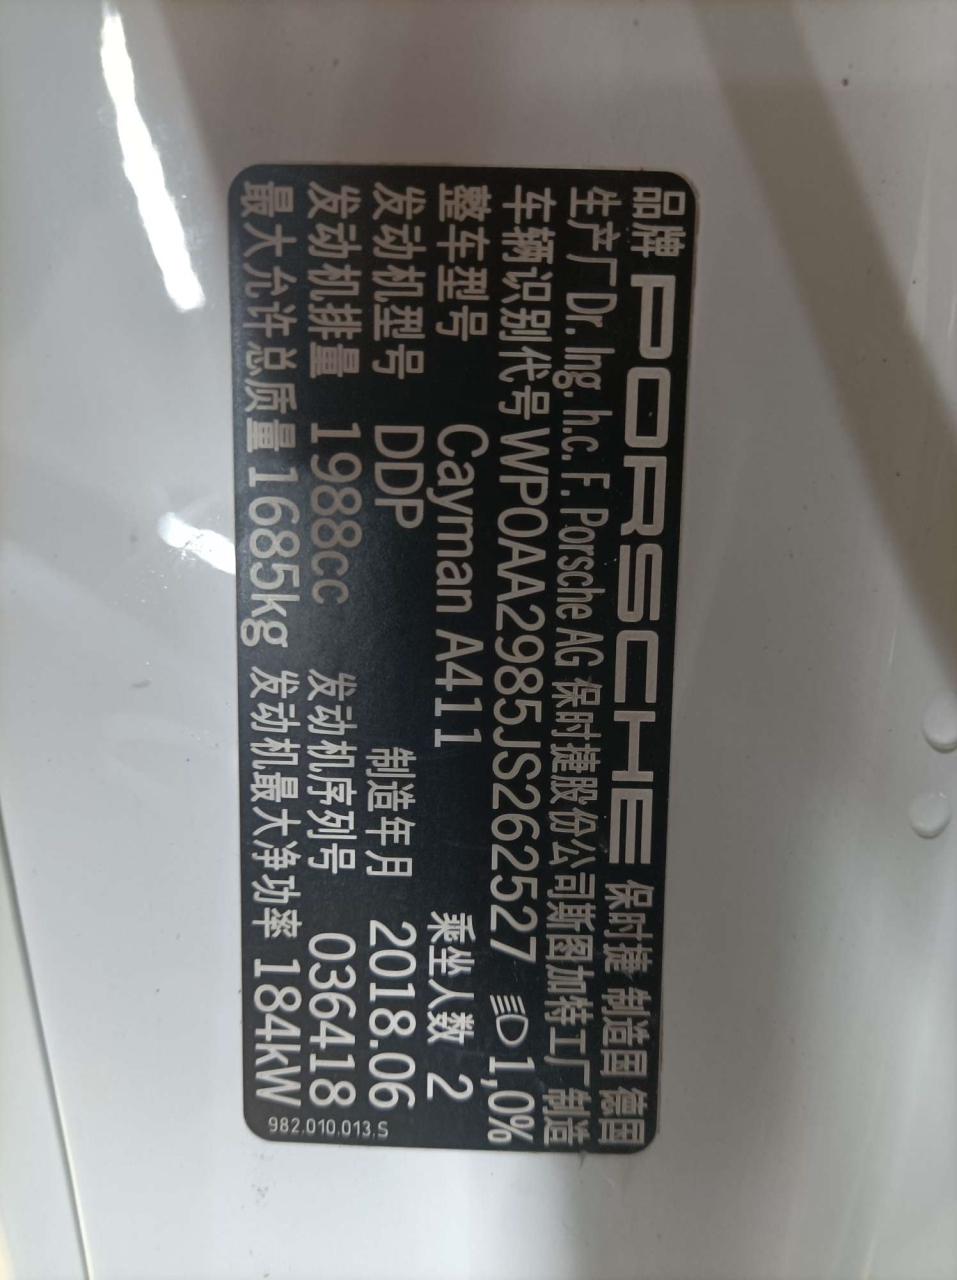 品牌 PORSCHE 保时捷 制造国 德国
生产厂 Dr. Ing. h.c. F. Porsche AG 保时捷股份公司斯图加特工厂制造
车辆识别代号 WP0AA2985JS262527 1,0%
整车型号 Cayman A411 乘坐人数 2
发动机型号 DDP 制造年月 2018.06
发动机排量 1988cc 发动机序列号 036418
最大允许总质量 1685kg 发动机最大净功率 184kW
982.010.013.S